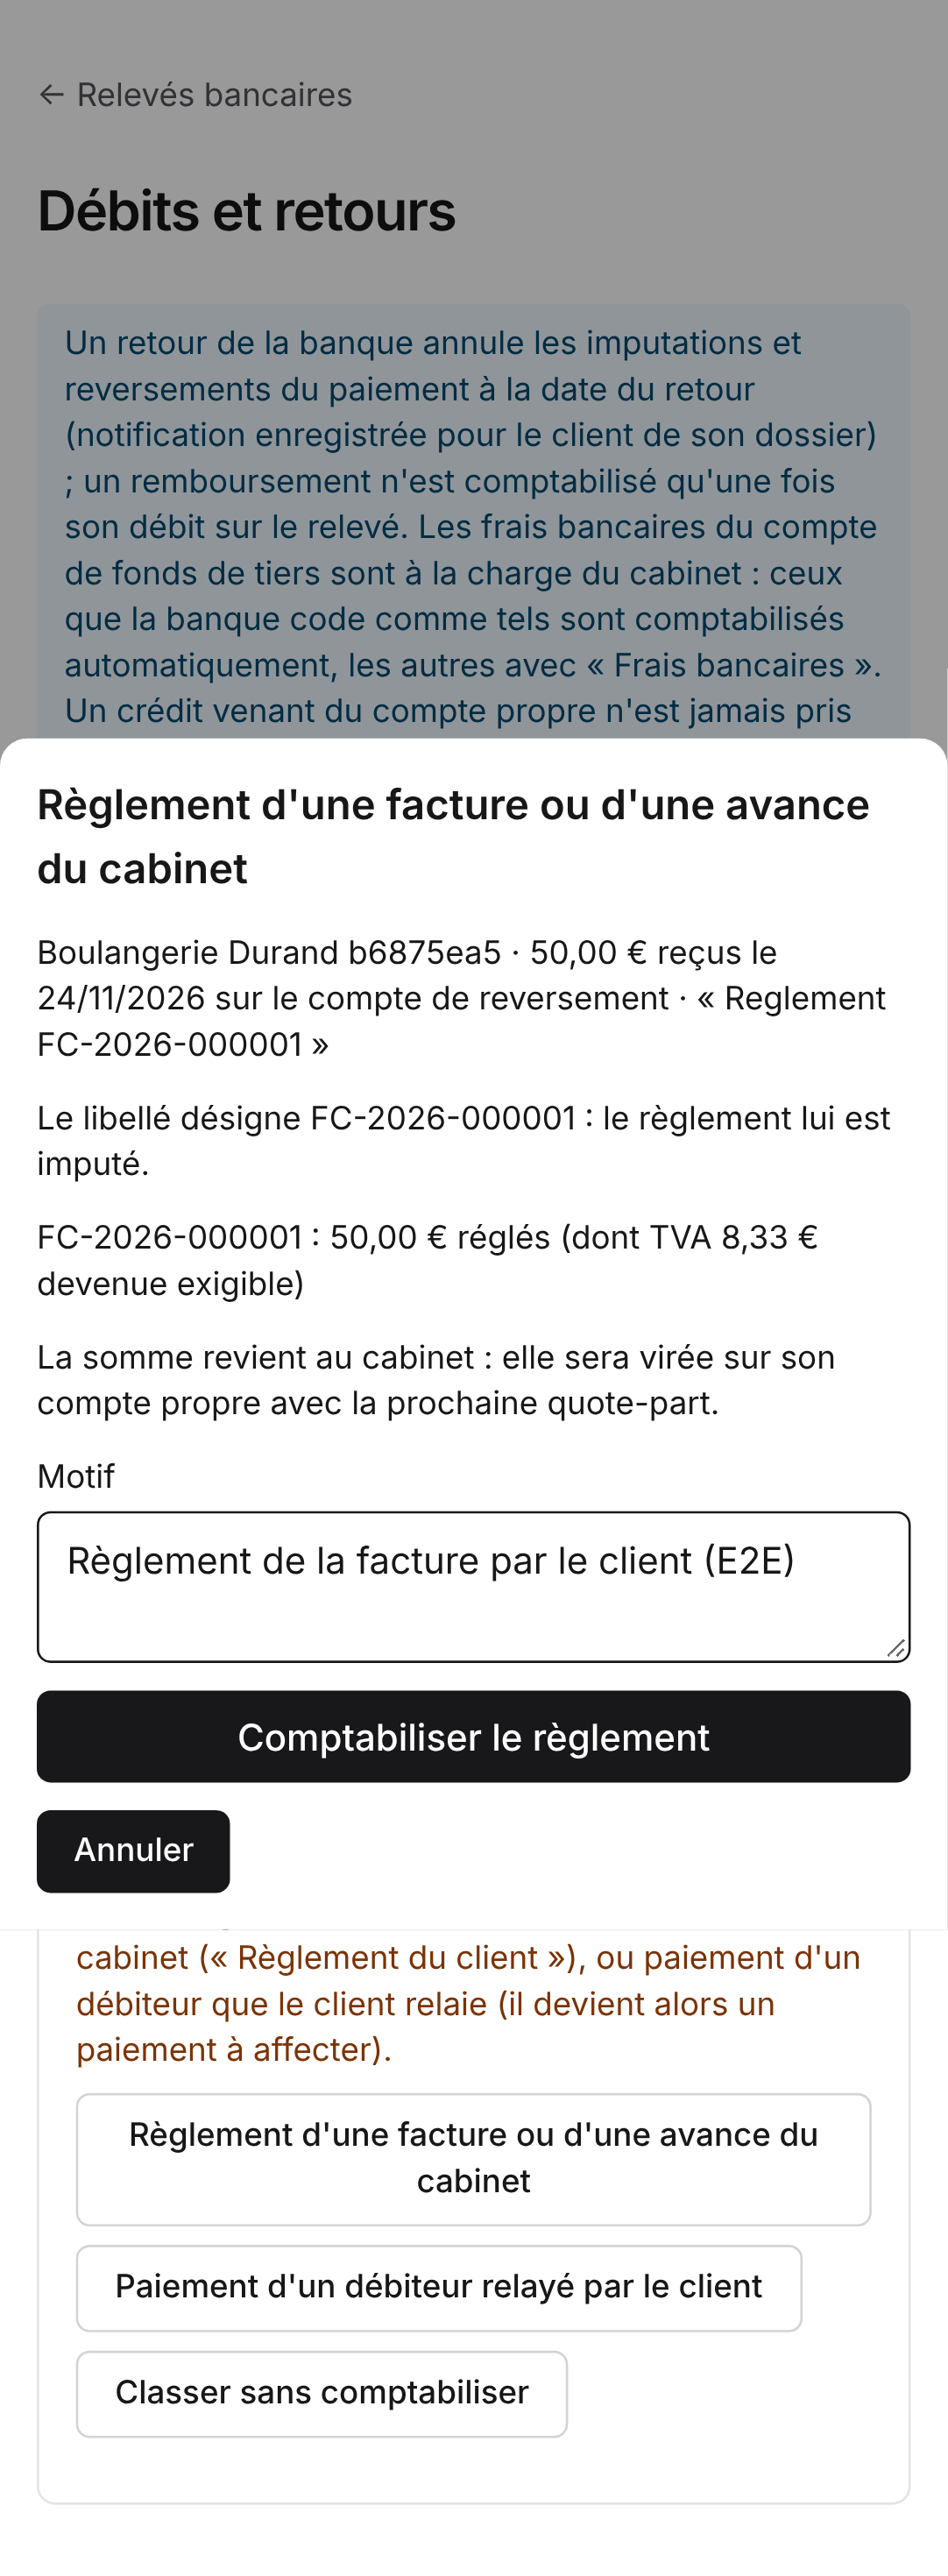 ← Relevés bancaires
Débits et retours
Un retour de la banque annule les imputations et
reversements du paiement à la date du retour
(notification enregistrée pour le client de son dossier)
; un remboursement n'est comptabilisé qu'une fois
son débit sur le relevé. Les frais bancaires du compte
de fonds de tiers sont à la charge du cabinet : ceux
que la banque code comme tels sont comptabilisés
automatiquement, les autres avec « Frais bancaires ».
Un crédit venant du compte propre n'est jamais pris
Règlement d'une facture ou d'une avance
du cabinet
Boulangerie Durand b6875ea5 · 50,00 € reçus le
24/11/2026 sur le compte de reversement · « Reglement
FC-2026-000001 »
Le libellé désigne FC-2026-000001 : le règlement lui est
imputé.
FC-2026-000001 : 50,00 € réglés (dont TVA 8,33 €
devenue exigible)
La somme revient au cabinet : elle sera virée sur son
compte propre avec la prochaine quote-part.
Motif
Règlement de la facture par le client (E2E)
Comptabiliser le règlement
Annuler
cabinet (« Règlement du client »), ou paiement d'un
débiteur que le client relaie (il devient alors un
paiement à affecter).
Règlement d'une facture ou d'une avance du
cabinet
Paiement d'un débiteur relayé par le client
Classer sans comptabiliser